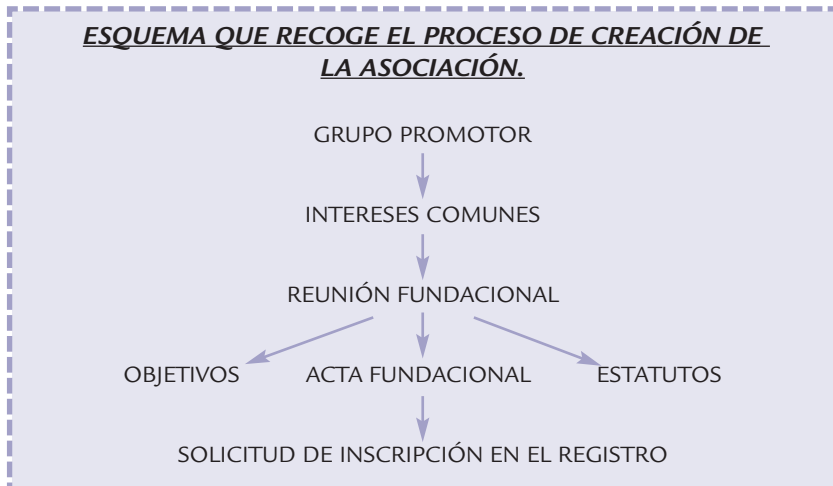 ESQUEMA QUE RECOGE EL PROCESO DE CREACIÓN DE
LA ASOCIACIÓN.
GRUPO PROMOTOR
INTERESES COMUNES
REUNIÓN FUNDACIONAL
OBJETIVOS ACTA FUNDACIONAL ESTATUTOS
SOLICITUD DE INSCRIPCIÓN EN EL REGISTRO